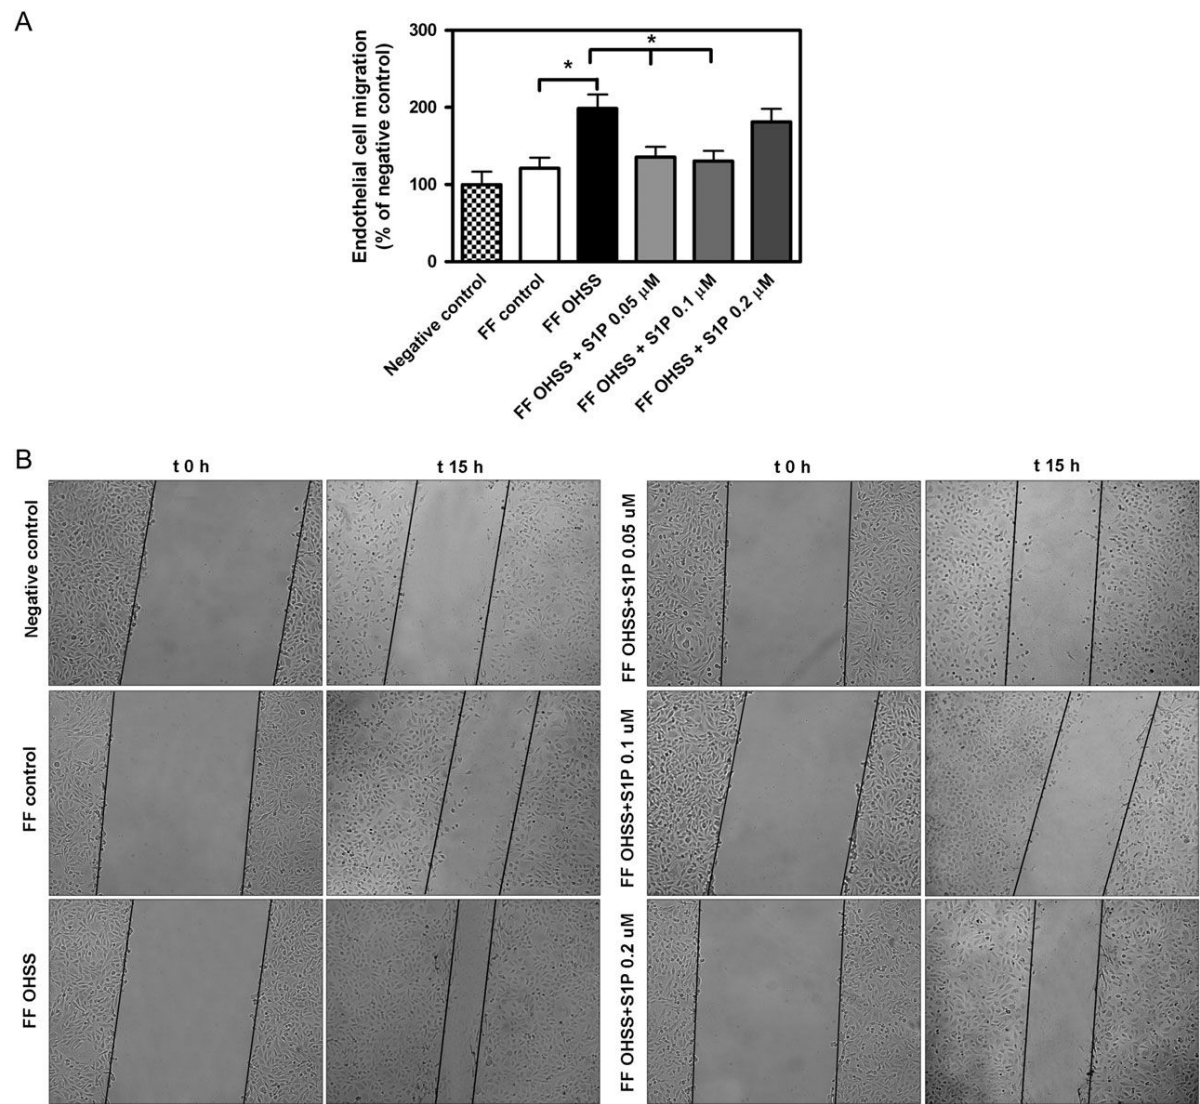 A
Endothelial cell migration
(% of negative control)
300
200
100
0
*
*
Negative control
FF control
FF OHSS
FF OHSS + S1P 0.05 μM
FF OHSS + S1P 0.1 μM
FF OHSS + S1P 0.2 μM
B
t 0 h
t 15 h
t 0 h
t 15 h
Negative control
FF OHSS+S1P 0.05 uM
FF control
FF OHSS+S1P 0.1 uM
FF OHSS
FF OHSS+S1P 0.2 uM